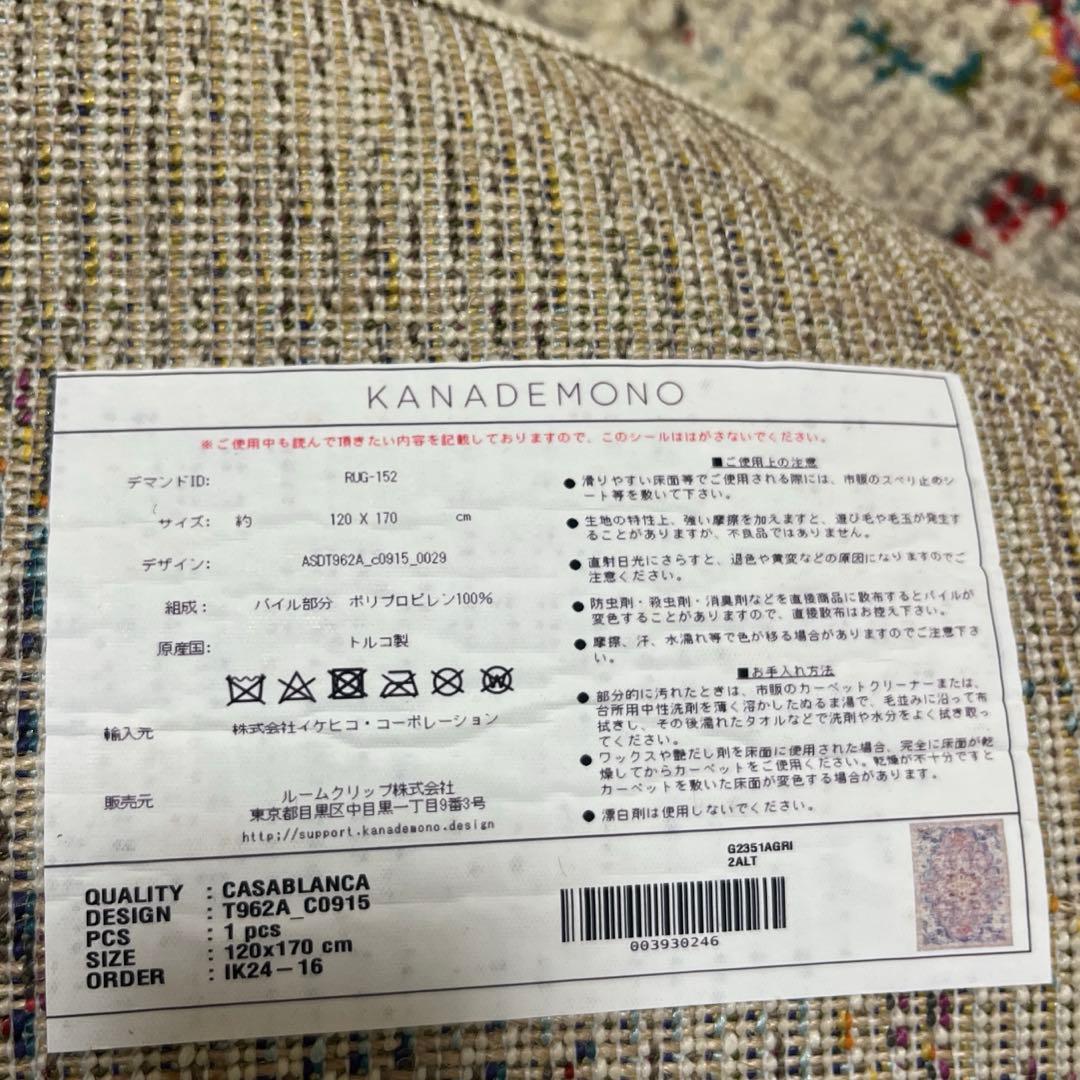 KANADEMONO
※ご使用中も読んで頂きたい内容を記載しておりますので、このシールははがさないでください。
デマンドID: RUG-152
サイズ: 約 120 X 170 cm
デザイン: ASDT962A_c0915_0029
組成: パイル部分 ポリプロピレン100%
原産国: トルコ製
W
輸入元 株式会社イケヒコ・コーポレーション
販売元 ルームクリップ株式会社
東京都目黒区中目黒一丁目9番3号
http://support.kanademono.design
■ご使用上の注意
● 滑りやすい床面等でご使用される際には、市販のスベリ止めシ
ート等を敷いて下さい。
● 生地の特性上、強い摩擦を加えますと、遊び毛や毛玉が発生す
ることがありますが、不良品ではありません。
● 直射日光にさらすと、退色や黄変などの原因になりますのでご
注意ください。
● 防虫剤・殺虫剤・消臭剤などを直接商品に散布するとパイルが
変色することがありますので、直接散布はお控え下さい。
● 摩擦、汗、水濡れ等で色が移る場合がありますのでご注意下さ
い。
■お手入れ方法
● 部分的に汚れたときは、市販のカーペットクリーナーまたは、
台所用中性洗剤を薄く溶かしたぬるま湯で、毛並みに沿って布
拭きし、その後濡れたタオルなどで洗剤や水分をよく拭き取っ
てください。
● ワックスや艶だし剤を床面に使用された場合、完全に床面が乾
燥してからカーペットをご使用ください。乾燥が不十分ですと
カーペットを敷いた床面が変色する場合があります。
● 漂白剤は使用しないでください。
QUALITY : CASABLANCA
DESIGN : T962A_C0915
PCS : 1 pcs
SIZE : 120x170 cm
ORDER : IK24-16
G2351AGRI
2ALT
003930246